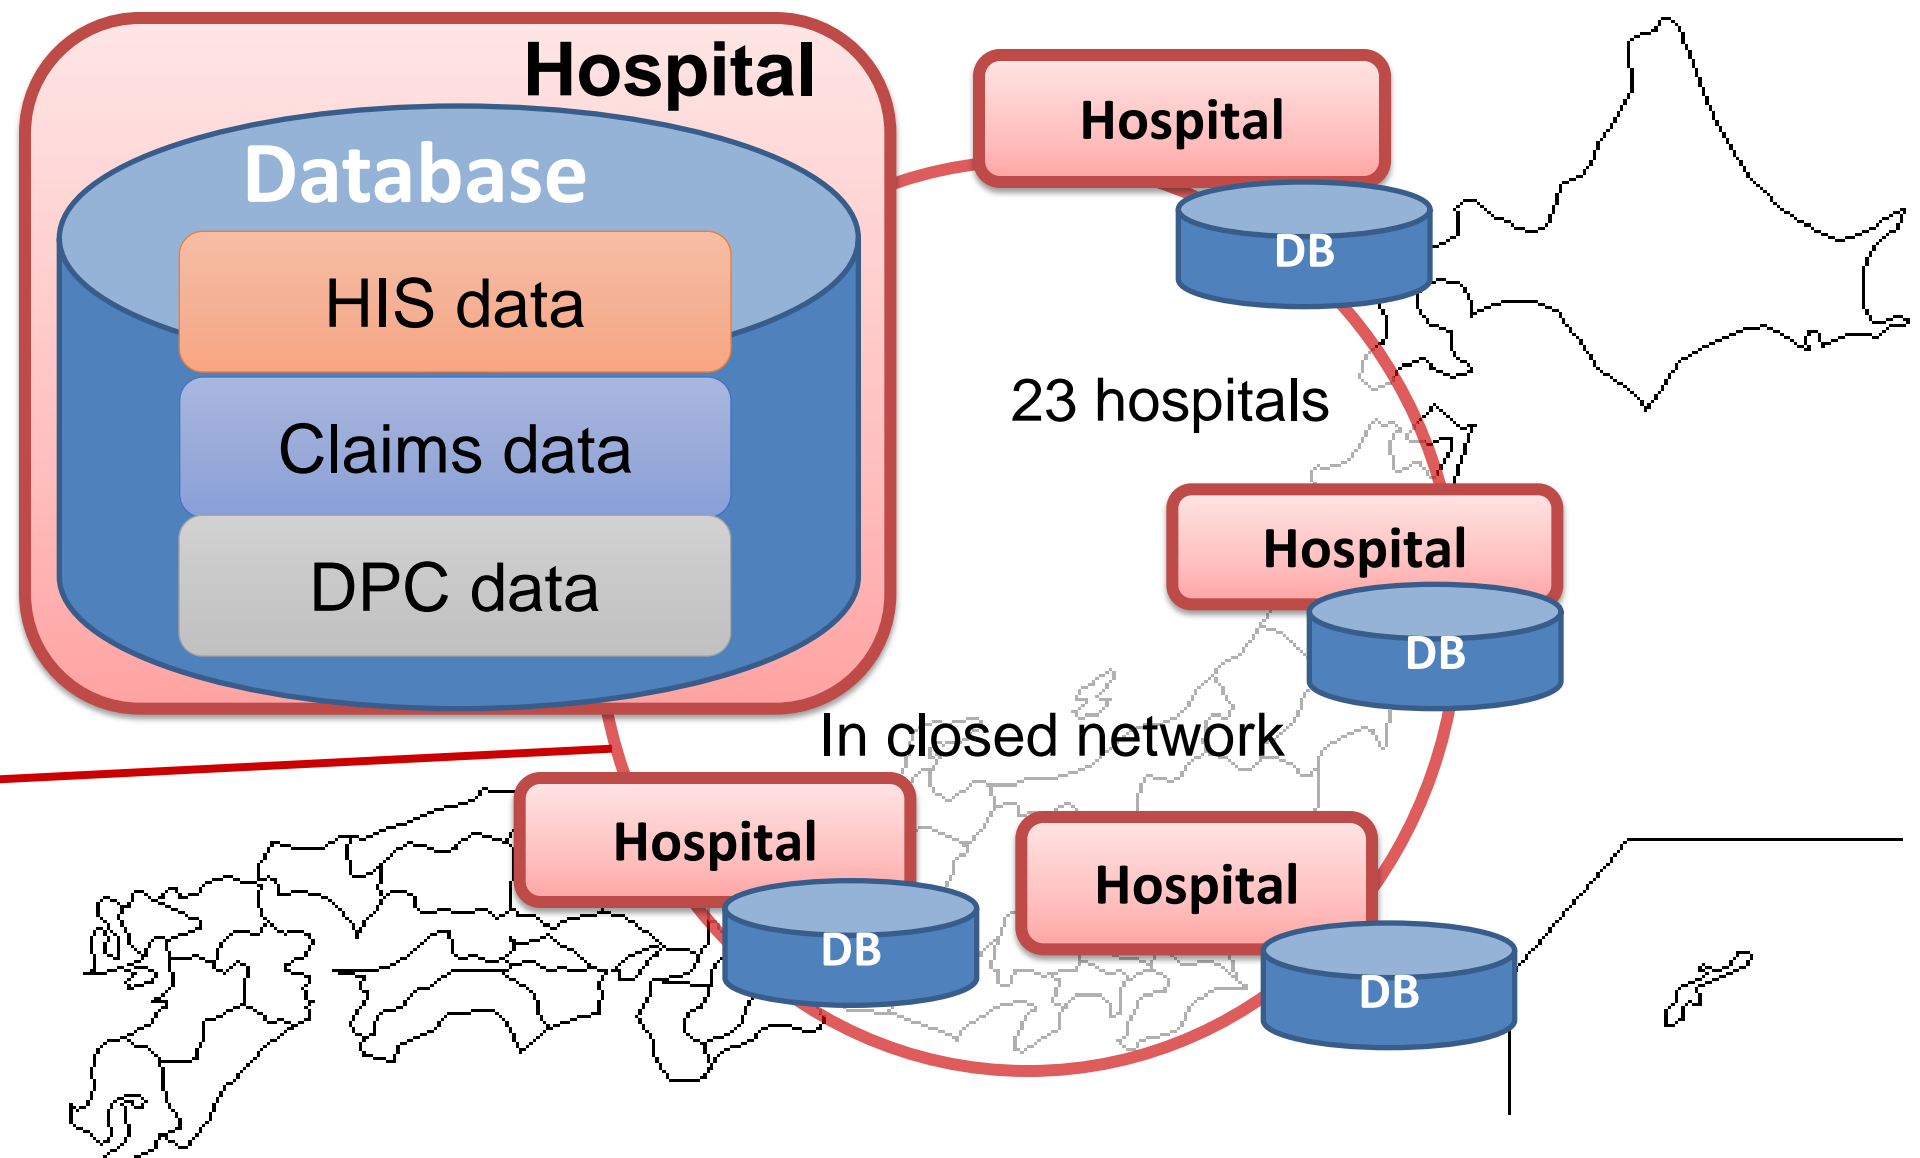 Hospital
Database
HIS data
Claims data
DPC data
Hospital
DB
23 hospitals
Hospital
DB
In closed network
Hospital
DB
Hospital
DB